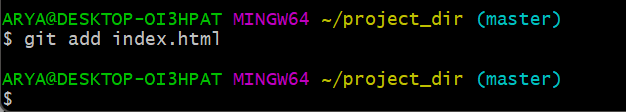 ARYA@DESKTOP-OI3HPAT MINGW64 ~/project_dir (master)
$ git add index.html
ARYA@DESKTOP-OI3HPAT MINGW64 ~/project_dir (master)
$